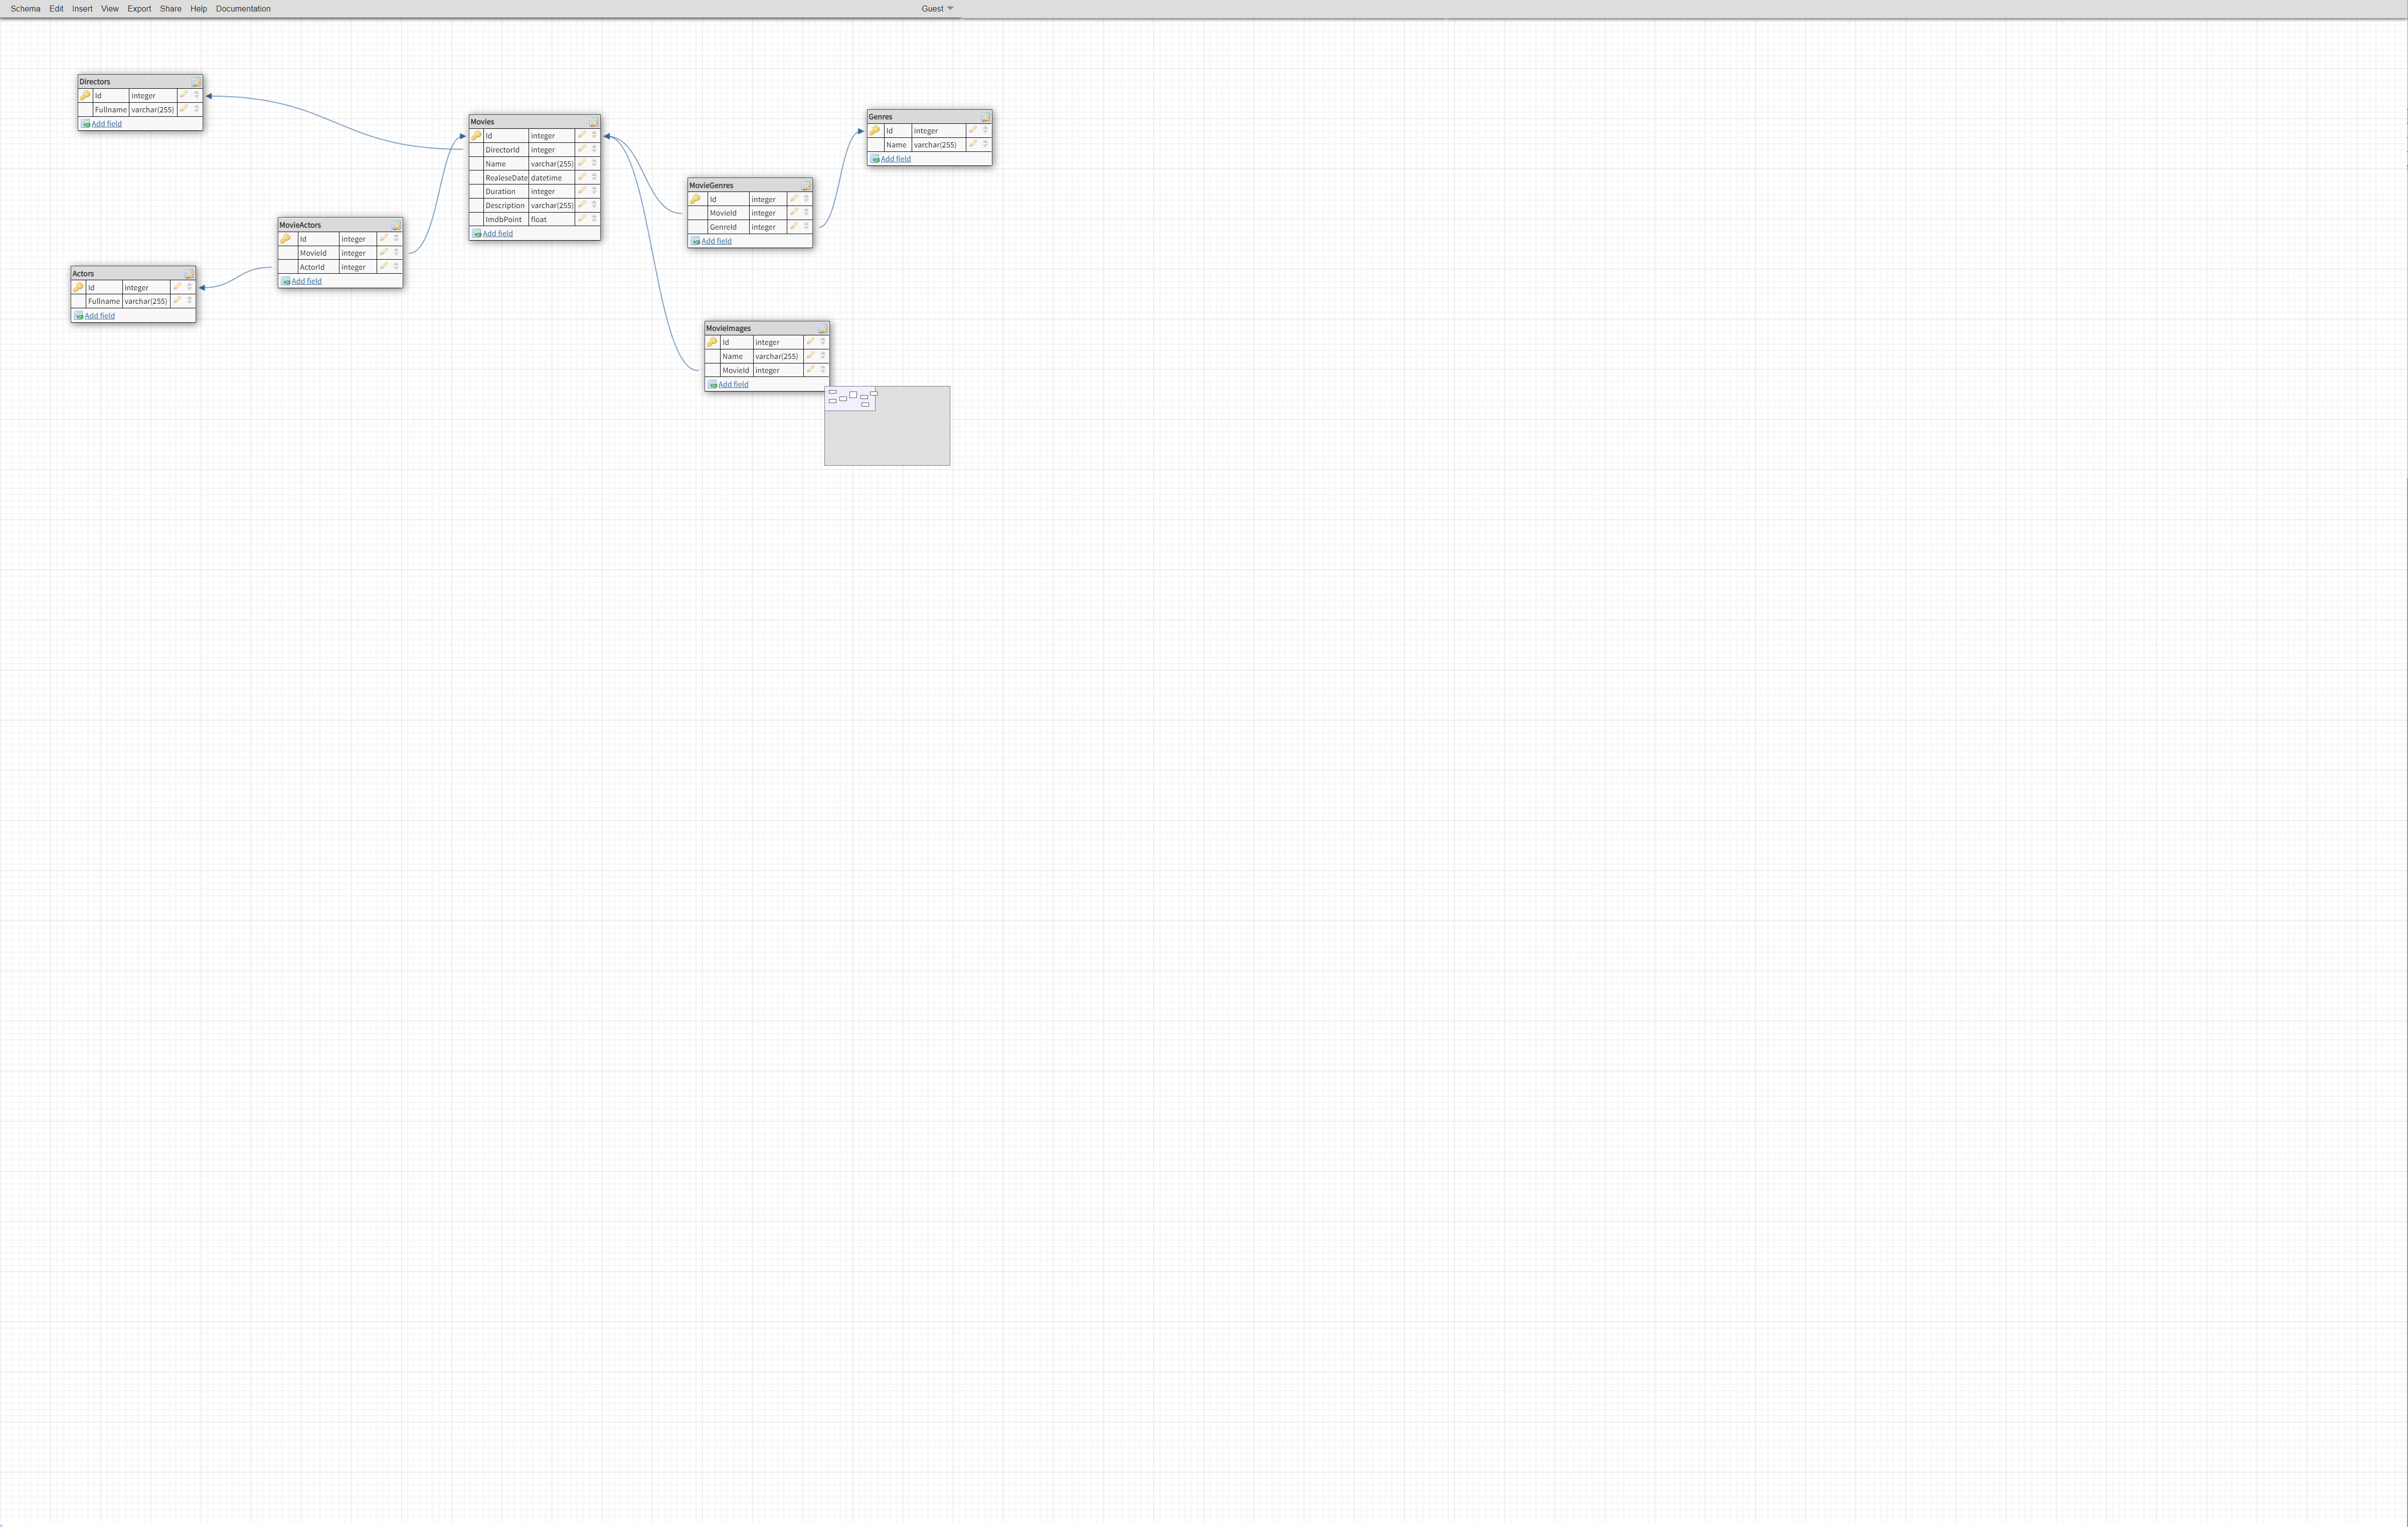 Schema Edit Insert View Export Share Help Documentation Guest
Directors
Id integer
Fullname varchar(255)
Add field
Movies
Id integer
DirectorId integer
Name varchar(255)
RealeseDate datetime
Duration integer
Description varchar(255)
ImdbPoint float
Add field
Genres
Id integer
Name varchar(255)
Add field
MovieGenres
Id integer
MovieId integer
GenreId integer
Add field
MovieActors
Id integer
MovieId integer
ActorId integer
Add field
Actors
Id integer
Fullname varchar(255)
Add field
MovieImages
Id integer
Name varchar(255)
MovieId integer
Add field